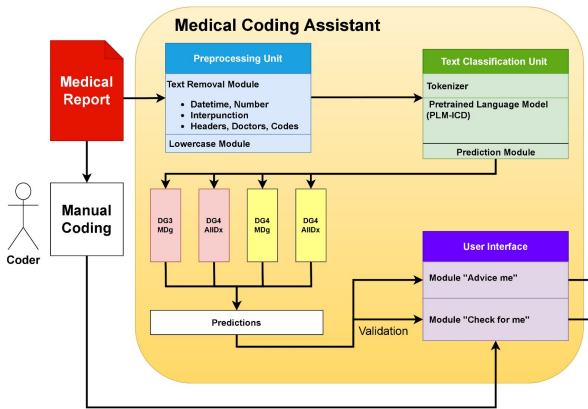 Medical Coding Assistant
Medical
Report
Preprocessing Unit
Text Removal Module
• Datetime, Number
• Interpunction
• Headers, Doctors, Codes
Lowercase Module
Text Classification Unit
Tokenizer
Pretrained Language Model
(PLM-ICD)
Prediction Module
Manual
Coding
Coder
DG3
MDg
DG4
AllDx
DG4
MDg
DG4
AllDx
Predictions
Validation
User Interface
Module "Advice me"
Module "Check for me"